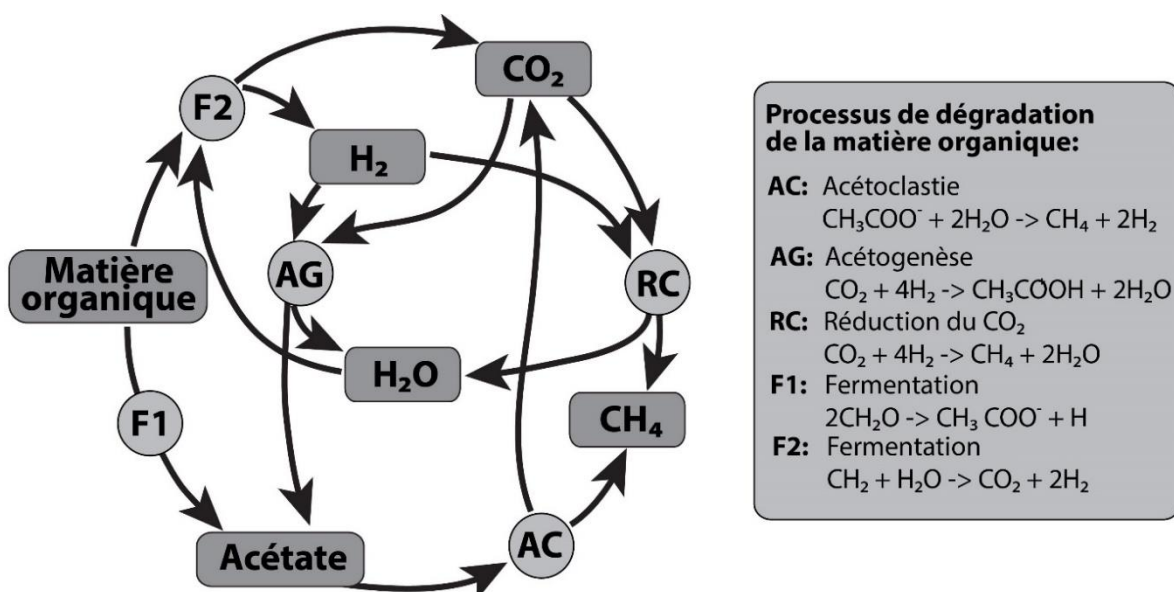 F2
CO₂
H₂
Matière
organique
AG
RC
H₂O
F1
CH₄
Acétate
AC
Processus de dégradation
de la matière organique:
AC: Acétoclastie
CH₃COO⁻ + 2H₂O -> CH₄ + 2H₂
AG: Acétogenèse
CO₂ + 4H₂ -> CH₃COOH + 2H₂O
RC: Réduction du CO₂
CO₂ + 4H₂ -> CH₄ + 2H₂O
F1: Fermentation
2CH₂O -> CH₃ COO⁻ + H
F2: Fermentation
CH₂ + H₂O -> CO₂ + 2H₂